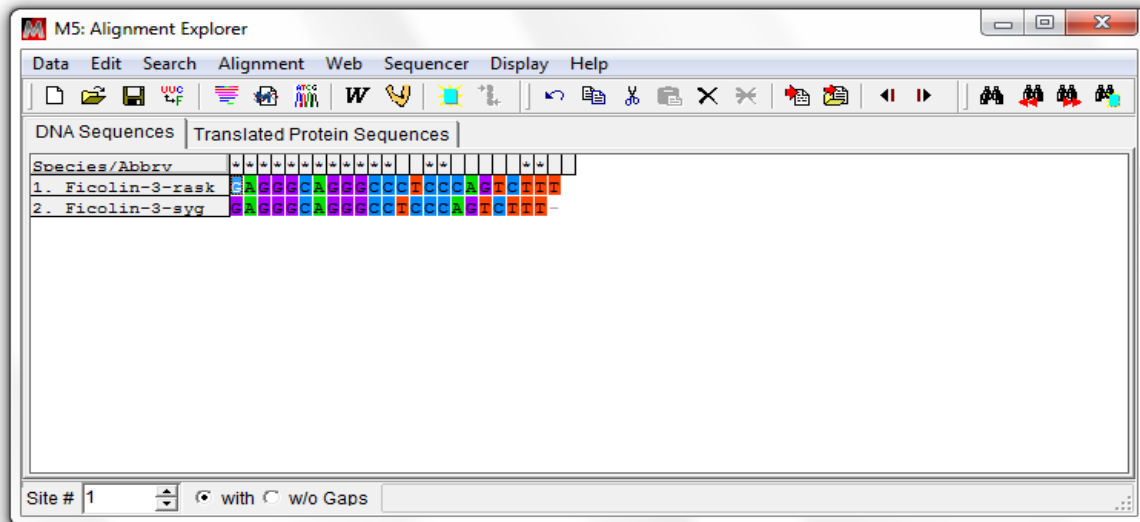 M5: Alignment Explorer
Data Edit Search Alignment Web Sequencer Display Help
W
DNA Sequences Translated Protein Sequences
Species/Abbrv * * * * * * * * * * * * * * * *
1. Ficolin-3-rask GAGGGCAGGGCCCTCCCAGTCTTT
2. Ficolin-3-syg GAGGGCAGGGCCTCCCAGTCTTT-
Site # 1 with w/o Gaps